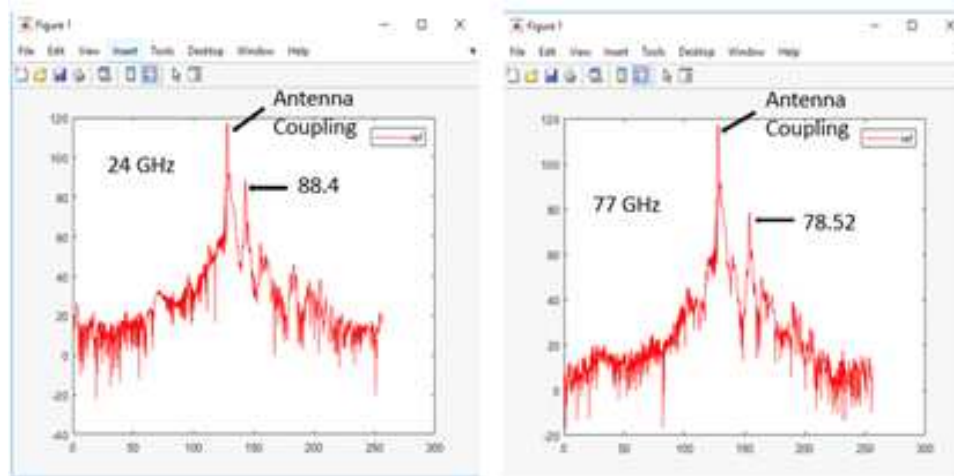 Figure 1
File Edit View Insert Tools Desktop Window Help
Antenna
Coupling
24 GHz
88.4
120
100
80
60
40
20
0
-20
-40
0 50 100 150 200 250 300
Figure 1
File Edit View Insert Tools Desktop Window Help
Antenna
Coupling
77 GHz
78.52
120
100
80
60
40
20
0
-20
0 50 100 150 200 250 300